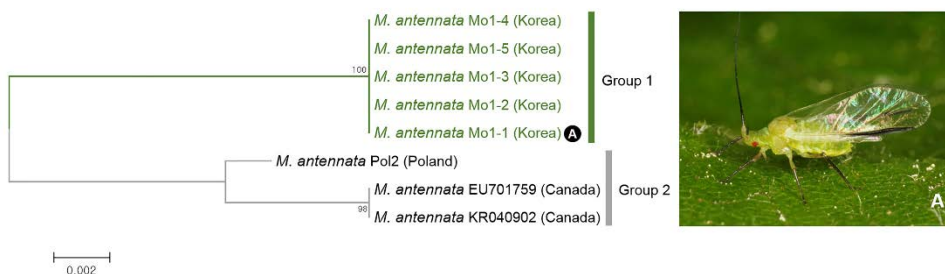 M. antennata Mo1-4 (Korea)
M. antennata Mo1-5 (Korea)
100
M. antennata Mo1-3 (Korea)
Group 1
M. antennata Mo1-2 (Korea)
M. antennata Mo1-1 (Korea) A
M. antennata Pol2 (Poland)
M. antennata EU701759 (Canada)
Group 2
98
M. antennata KR040902 (Canada)
0.002
A